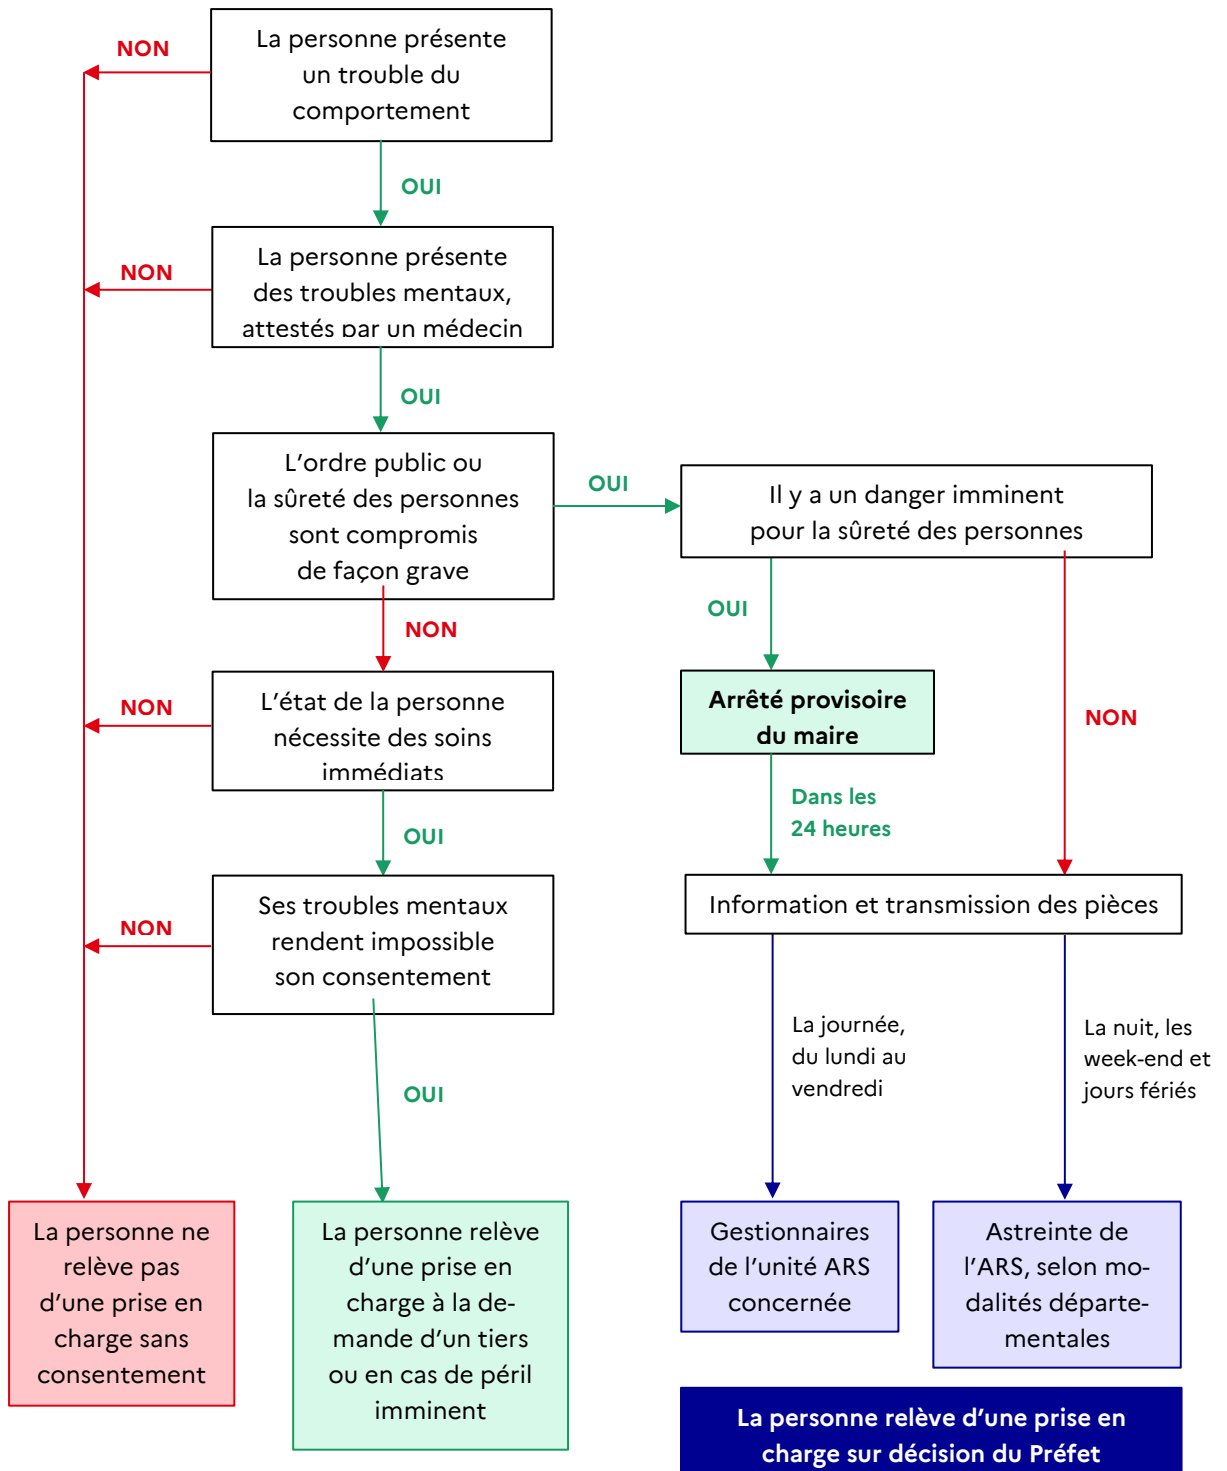 La personne présente
un trouble du
comportement
NON
OUI
La personne présente
des troubles mentaux,
attestés par un médecin
NON
OUI
L’ordre public ou
la sûreté des personnes
sont compromis
de façon grave
OUI
Il y a un danger imminent
pour la sûreté des personnes
NON
OUI
NON
L’état de la personne
nécessite des soins
immédiats
NON
Arrêté provisoire
du maire
Dans les
24 heures
OUI
Ses troubles mentaux
rendent impossible
son consentement
NON
Information et transmission des pièces
OUI
La journée,
du lundi au
vendredi
La nuit, les
week-end et
jours fériés
La personne ne
relève pas
d’une prise en
charge sans
consentement
La personne relève
d’une prise en
charge à la de-
mande d’un tiers
ou en cas de péril
imminent
Gestionnaires
de l’unité ARS
concernée
Astreinte de
l’ARS, selon mo-
dalités départe-
mentales
La personne relève d’une prise en
charge sur décision du Préfet